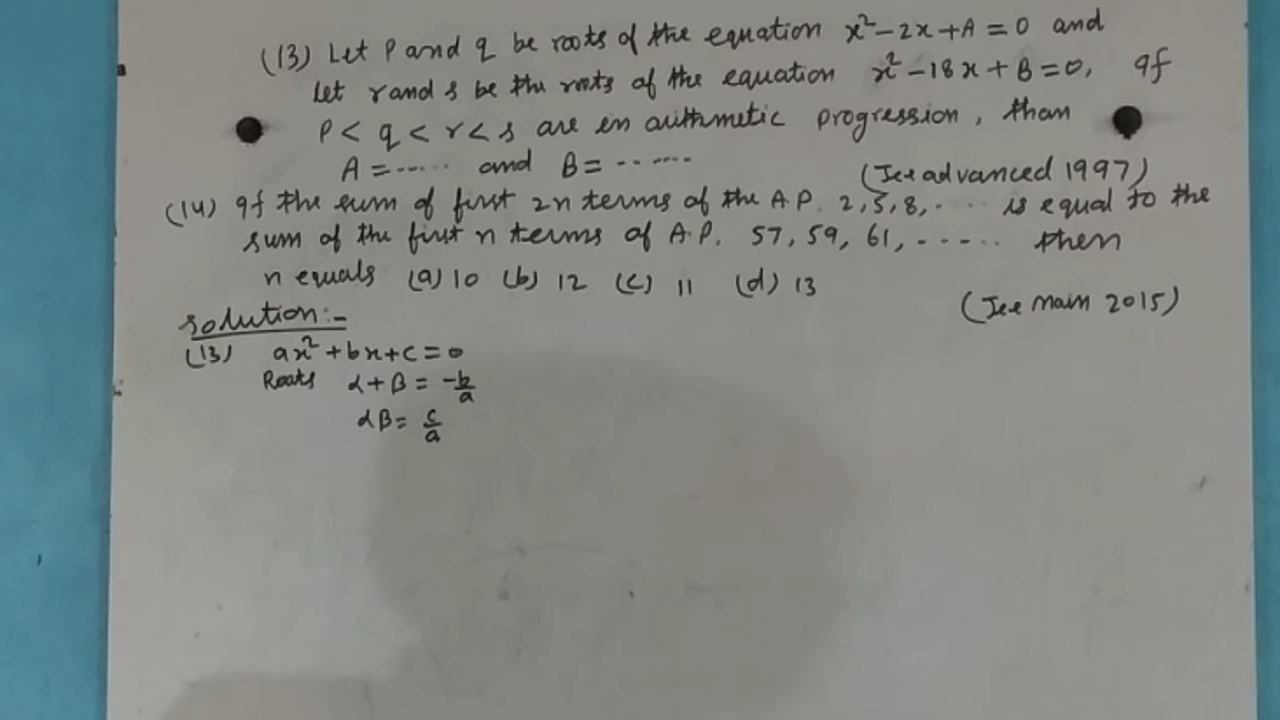 (13) Let P and q be roots of the equation x²-2x+A=0 and
Let r and s be the roots of the equation x²-18x+B=0, If
P < q < r < s are en arithmetic progression, than
A = ...... and B= -- ......
(Jee advanced 1997)
(14) If the sum of first 2n terms of the A.P. 2,5,8,.... is equal to the
sum of the first n terms of A.P. 57, 59, 61, ...... then
n equals (a) 10 (b) 12 (c) 11 (d) 13
(Jee main 2015)
Solution:-
(13) ax²+bx+c=0
Roots α+β = -b/a
αβ= c/a